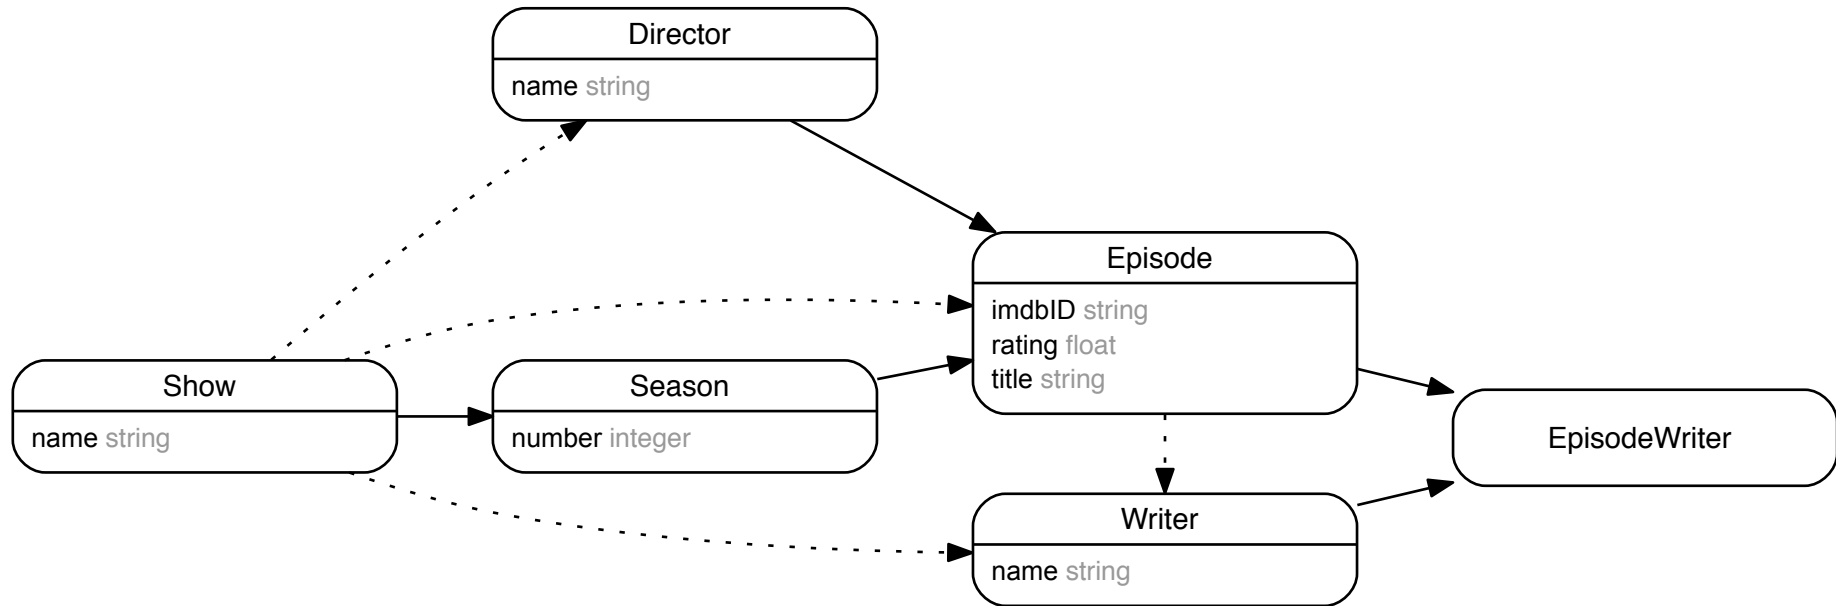 Director
name string
Episode
imdbID string
rating float
title string
Show
name string
Season
number integer
EpisodeWriter
Writer
name string